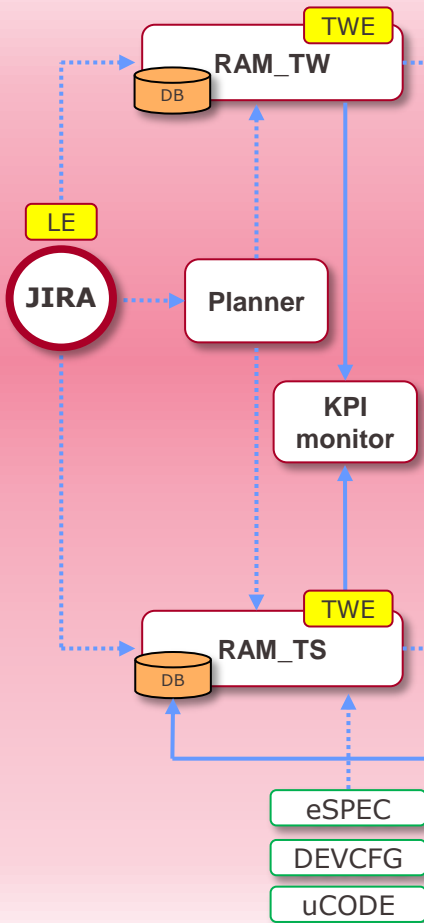 TWE
RAM_TW
DB
LE
JIRA
Planner
KPI
monitor
TWE
RAM_TS
DB
eSPEC
DEVCFG
uCODE